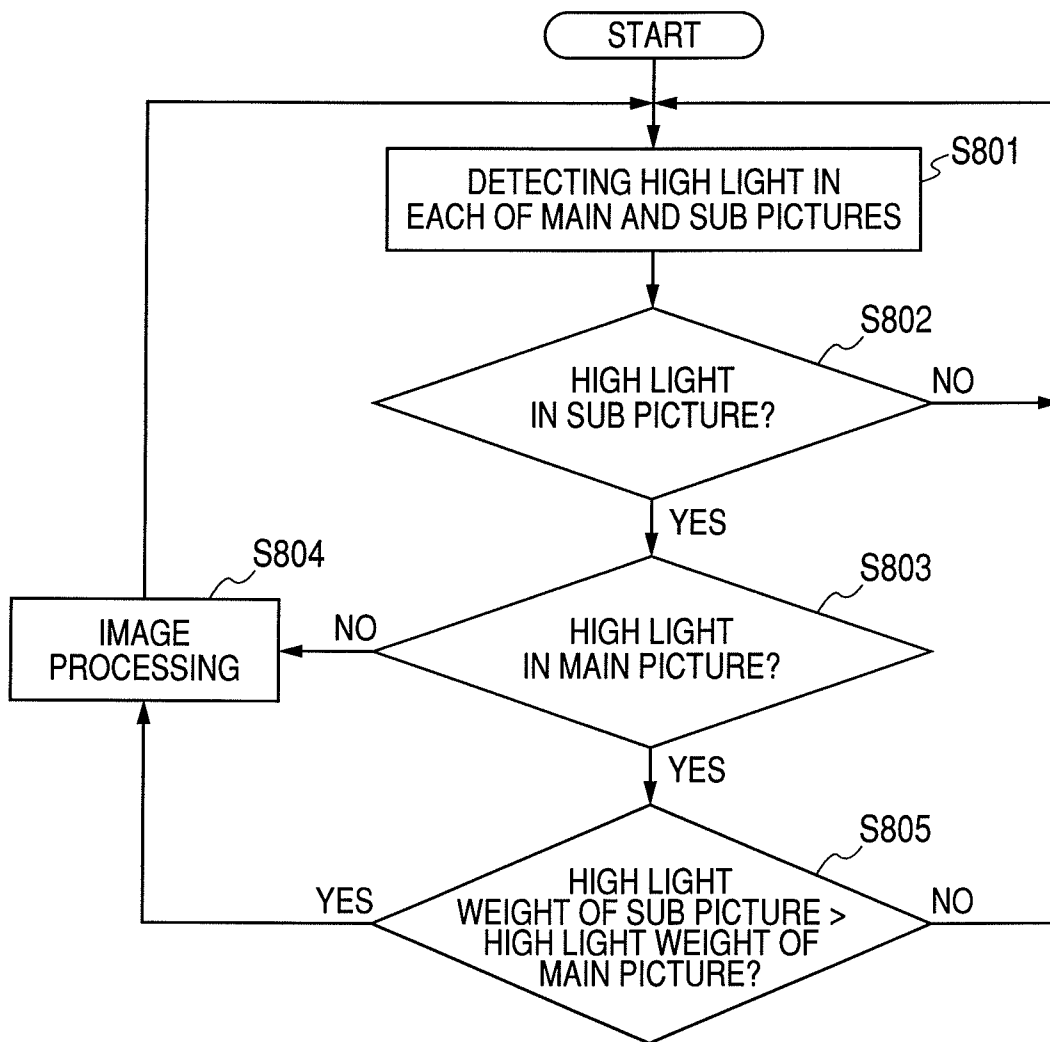 START
S801
DETECTING HIGH LIGHT IN
EACH OF MAIN AND SUB PICTURES
S802
HIGH LIGHT
IN SUB PICTURE?
NO
YES
S804
IMAGE
PROCESSING
NO
S803
HIGH LIGHT
IN MAIN PICTURE?
YES
S805
YES
HIGH LIGHT
WEIGHT OF SUB PICTURE >
HIGH LIGHT WEIGHT OF
MAIN PICTURE?
NO